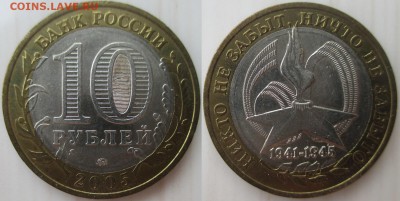 COINS.LAVE.RU
БАНК РОССИИ
10
РУБЛЕЙ
2005
НИКТО НЕ ЗАБЫТ, НИЧТО НЕ ЗАБЫТО
1941-1945